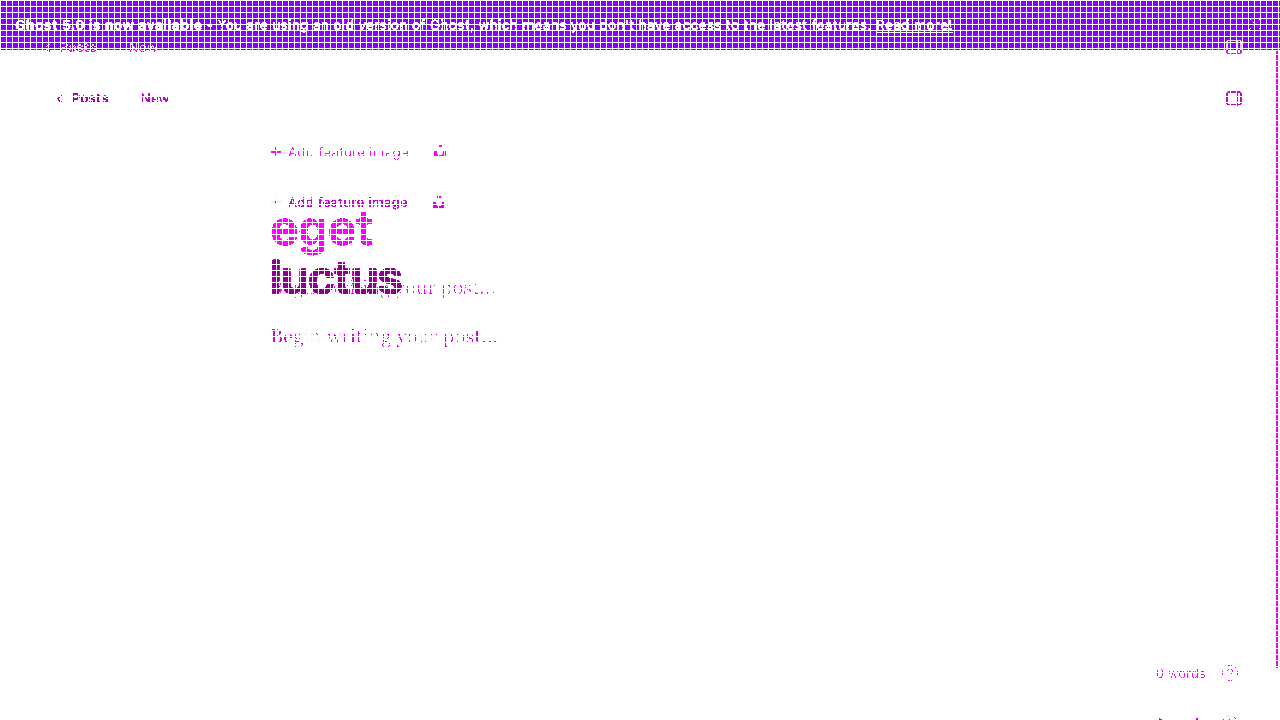 Ghost 5.0 is now available - You are using an old version of Ghost, which means you don't have access to the latest features. Read more!
Posts New
Posts New
Add feature image
Add feature image
eget
luctus
your post...
Begin writing your post...
0 words